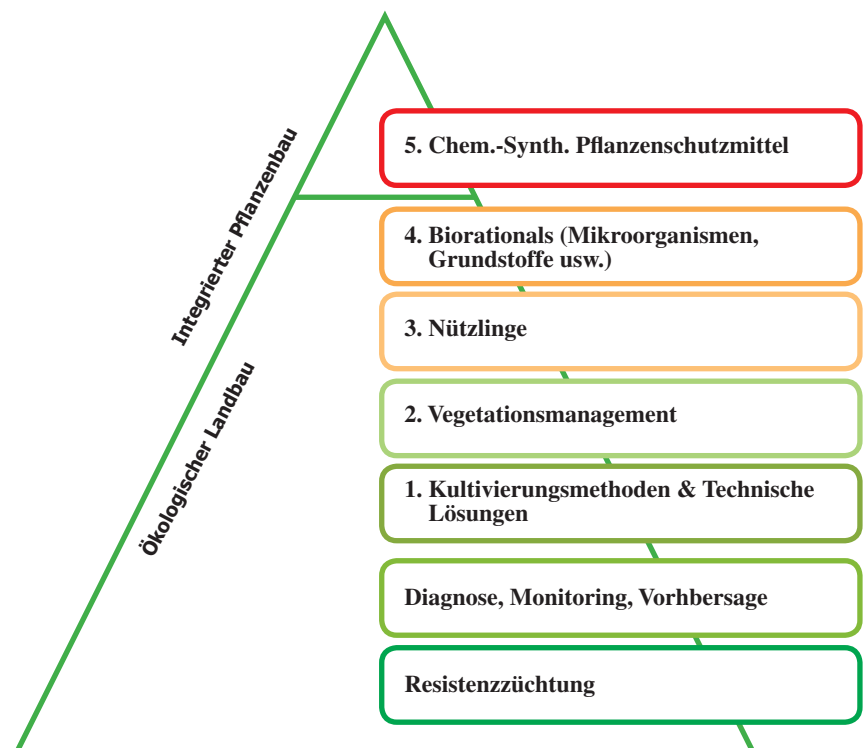 Integrierter Pflanzenbau
Ökologischer Landbau
5. Chem.-Synth. Pflanzenschutzmittel
4. Biorationals (Mikroorganismen,
Grundstoffe usw.)
3. Nützlinge
2. Vegetationsmanagement
1. Kultivierungsmethoden & Technische
Lösungen
Diagnose, Monitoring, Vorhbersage
Resistenzzüchtung